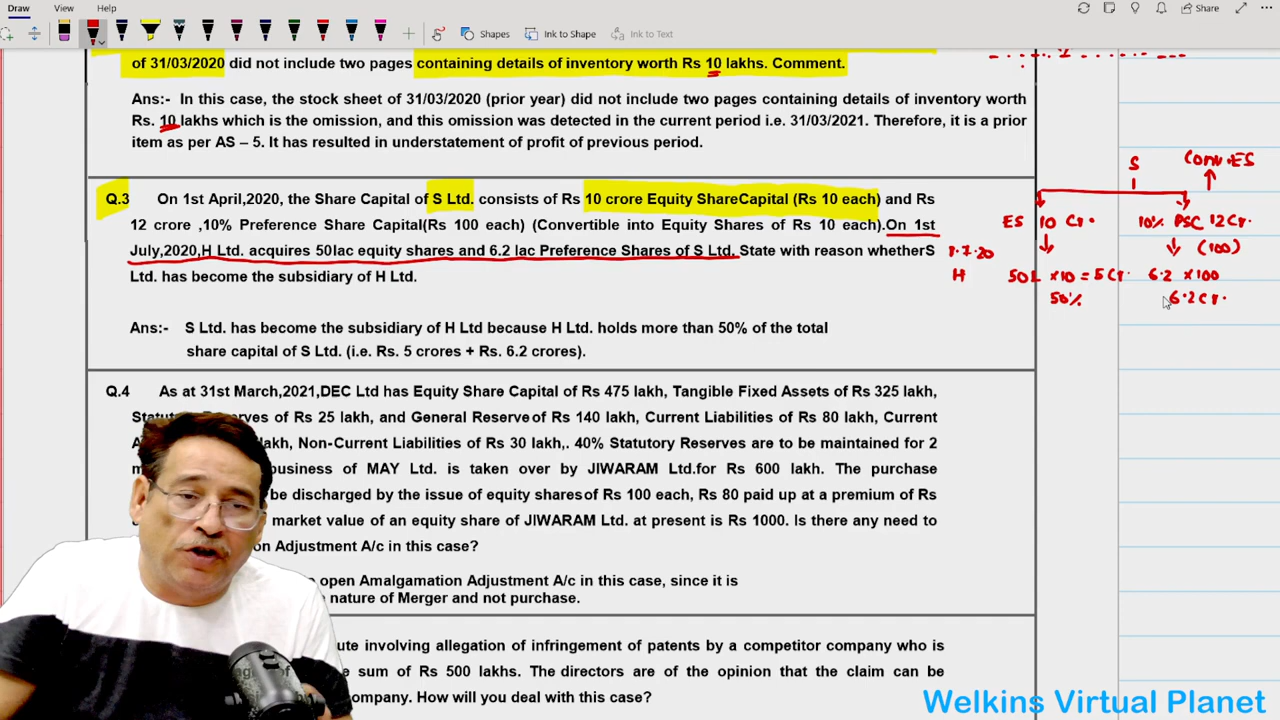 Draw View Help
Shapes Ink to Shape Ink to Text Share
of 31/03/2020 did not include two pages containing details of inventory worth Rs 10 lakhs. Comment.
Ans:- In this case, the stock sheet of 31/03/2020 (prior year) did not include two pages containing details of inventory worth
Rs. 10 lakhs which is the omission, and this omission was detected in the current period i.e. 31/03/2021. Therefore, it is a prior
item as per AS – 5. It has resulted in understatement of profit of previous period.
Q.3 On 1st April,2020, the Share Capital of S Ltd. consists of Rs 10 crore Equity ShareCapital (Rs 10 each) and Rs
12 crore ,10% Preference Share Capital(Rs 100 each) (Convertible into Equity Shares of Rs 10 each).On 1st
July,2020,H Ltd. acquires 50lac equity shares and 6.2 lac Preference Shares of S Ltd. State with reason whetherS
Ltd. has become the subsidiary of H Ltd.
Ans:- S Ltd. has become the subsidiary of H Ltd because H Ltd. holds more than 50% of the total
share capital of S Ltd. (i.e. Rs. 5 crores + Rs. 6.2 crores).
S Conv. ES
ES 10 Cr. 10% PSC 12 Cr.
1.7.20 (100)
H 50L x10 = 5 Cr. 6.2 x100
50% 6.2 Cr.
Q.4 As at 31st March,2021,DEC Ltd has Equity Share Capital of Rs 475 lakh, Tangible Fixed Assets of Rs 325 lakh,
Reserves of Rs 25 lakh, and General Reserve of Rs 140 lakh, Current Liabilities of Rs 80 lakh, Current
lakh, Non-Current Liabilities of Rs 30 lakh,. 40% Statutory Reserves are to be maintained for 2
business of MAY Ltd. is taken over by JIWARAM Ltd.for Rs 600 lakh. The purchase
be discharged by the issue of equity shares of Rs 100 each, Rs 80 paid up at a premium of Rs
market value of an equity share of JIWARAM Ltd. at present is Rs 1000. Is there any need to
Adjustment A/c in this case?
open Amalgamation Adjustment A/c in this case, since it is
nature of Merger and not purchase.
involving allegation of infringement of patents by a competitor company who is
sum of Rs 500 lakhs. The directors are of the opinion that the claim can be
company. How will you deal with this case?
Welkins Virtual Planet